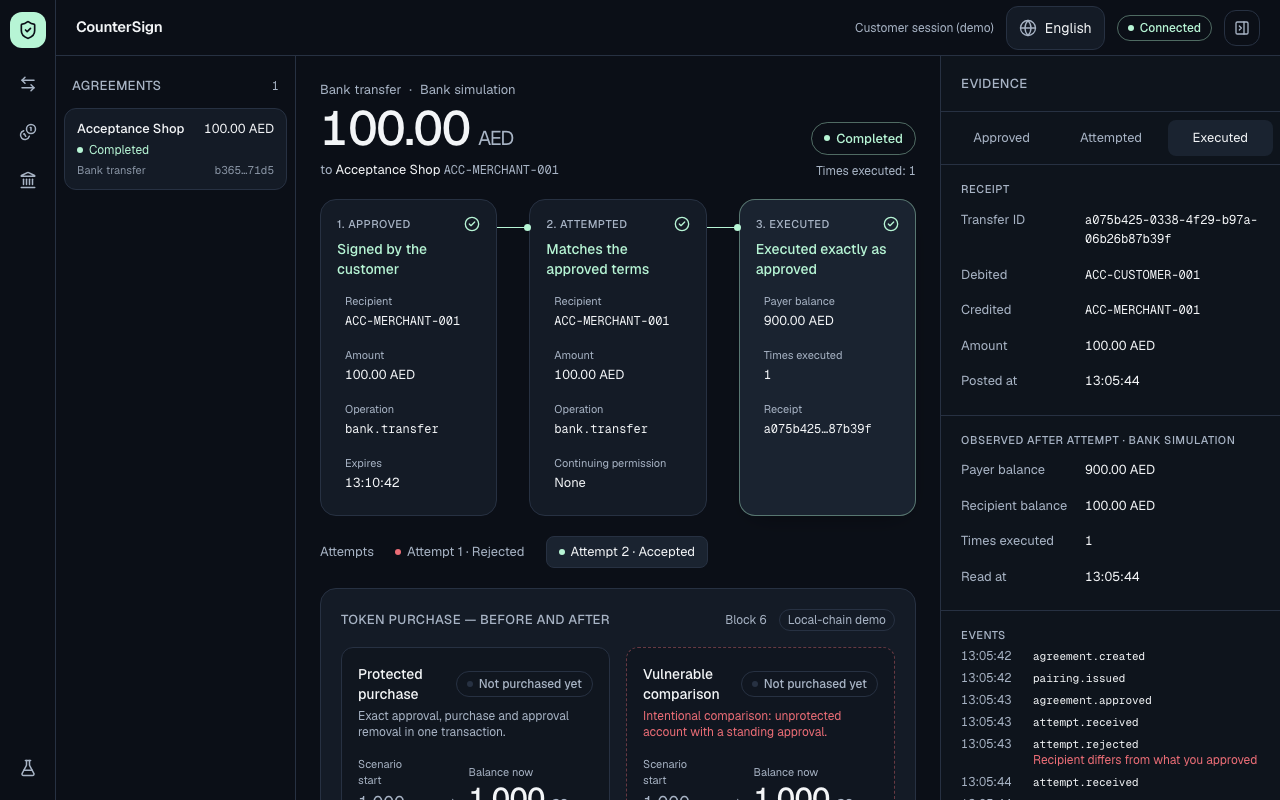 CounterSign
Customer session (demo)
English
Connected
AGREEMENTS 1
Acceptance Shop 100.00 AED
Completed
Bank transfer b365…71d5
Bank transfer · Bank simulation
100.00 AED
Completed
to Acceptance Shop ACC-MERCHANT-001
Times executed: 1
1. APPROVED
Signed by the
customer
Recipient
ACC-MERCHANT-001
Amount
100.00 AED
Operation
bank.transfer
Expires
13:10:42
2. ATTEMPTED
Matches the
approved terms
Recipient
ACC-MERCHANT-001
Amount
100.00 AED
Operation
bank.transfer
Continuing permission
None
3. EXECUTED
Executed exactly as
approved
Payer balance
900.00 AED
Times executed
1
Receipt
a075b425…87b39f
Attempts
Attempt 1 · Rejected
Attempt 2 · Accepted
TOKEN PURCHASE — BEFORE AND AFTER
Block 6
Local-chain demo
Protected
purchase
Not purchased yet
Exact approval, purchase and approval
removal in one transaction.
Scenario
start
Balance now
1,000
1,000
Vulnerable
comparison
Not purchased yet
Intentional comparison: unprotected
account with a standing approval.
Scenario
start
Balance now
1,000
1,000
EVIDENCE
Approved
Attempted
Executed
RECEIPT
Transfer ID a075b425-0338-4f29-b97a-
06b26b87b39f
Debited ACC-CUSTOMER-001
Credited ACC-MERCHANT-001
Amount 100.00 AED
Posted at 13:05:44
OBSERVED AFTER ATTEMPT · BANK SIMULATION
Payer balance 900.00 AED
Recipient balance 100.00 AED
Times executed 1
Read at 13:05:44
EVENTS
13:05:42 agreement.created
13:05:42 pairing.issued
13:05:43 agreement.approved
13:05:43 attempt.received
13:05:43 attempt.rejected
Recipient differs from what you approved
13:05:44 attempt.received